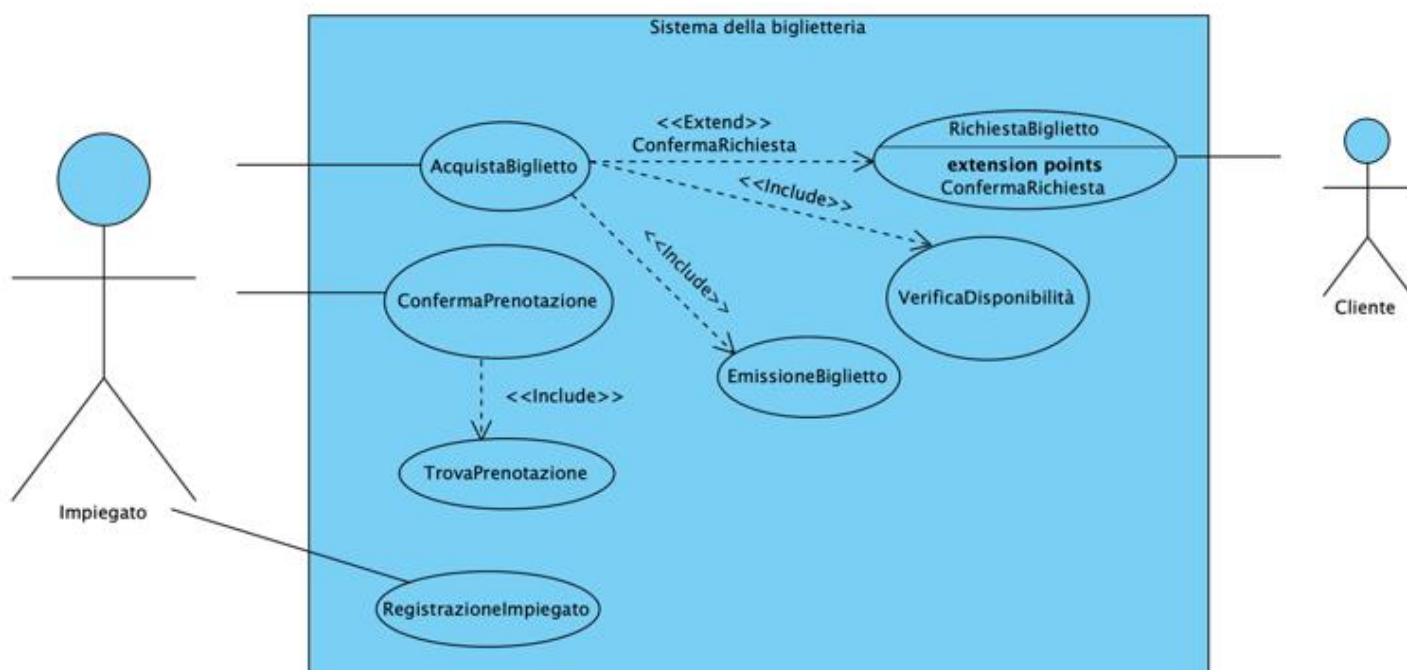 Sistema della biglietteria
<<Extend>>
ConfermaRichiesta
RichiestaBiglietto
extension points
ConfermaRichiesta
AcquistaBiglietto
<<Include>>
<<Include>>
ConfermaPrenotazione
VerificaDisponibilità
Cliente
EmissioneBiglietto
<<Include>>
TrovaPrenotazione
Impiegato
RegistrazioneImpiegato